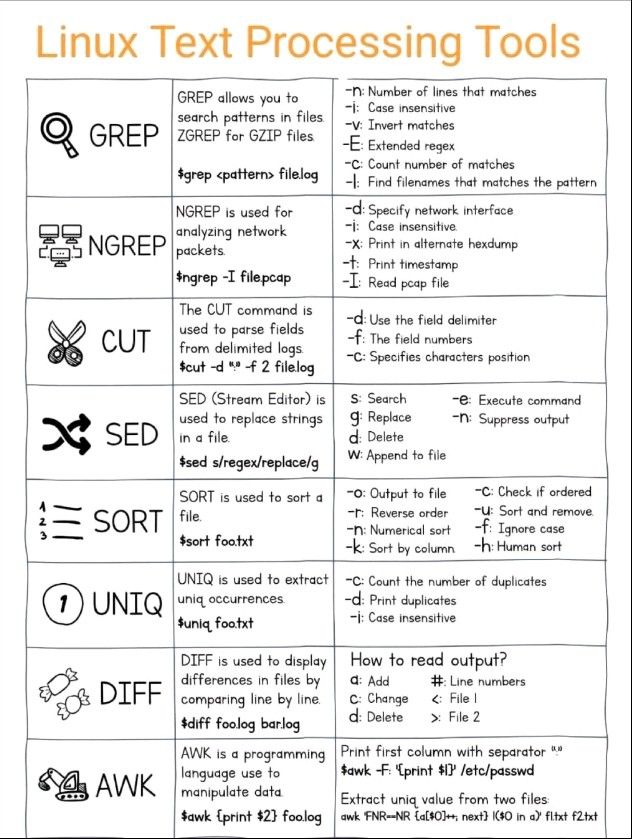 Linux Text Processing Tools
GREP
GREP allows you to
search patterns in files.
ZGREP for GZIP files.
$grep <pattern> file.log
-n: Number of lines that matches
-i: Case insensitive
-v: Invert matches
-E: Extended regex
-c: Count number of matches
-l: Find filenames that matches the pattern
NGREP
NGREP is used for
analyzing network
packets.
$ngrep -I file.pcap
-d: Specify network interface
-i: Case insensitive.
-x: Print in alternate hexdump
-t: Print timestamp
-I: Read pcap file
CUT
The CUT command is
used to parse fields
from delimited logs.
$cut -d "," -f 2 file.log
-d: Use the field delimiter
-f: The field numbers
-c: Specifies characters position
SED
SED (Stream Editor) is
used to replace strings
in a file.
$sed s/regex/replace/g
s: Search
g: Replace
d: Delete
w: Append to file
-e: Execute command
-n: Suppress output
SORT
SORT is used to sort a
file.
$sort foo.txt
-o: Output to file
-r: Reverse order
-n: Numerical sort
-k: Sort by column
-c: Check if ordered
-u: Sort and remove
-f: Ignore case
-h: Human sort
UNIQ
UNIQ is used to extract
uniq occurrences.
$uniq foo.txt
-c: Count the number of duplicates
-d: Print duplicates
-i: Case insensitive
DIFF
DIFF is used to display
differences in files by
comparing line by line.
$diff foo.log bar.log
How to read output?
a: Add
c: Change
d: Delete
#: Line numbers
<: File 1
>: File 2
AWK
AWK is a programming
language use to
manipulate data.
$awk {print $2} foo.log
Print first column with separator ":"
$awk -F: '{print $1}' /etc/passwd
Extract uniq value from two files:
awk 'FNR==NR {a[$0]++; next} !($0 in a)' f1.txt f2.txt